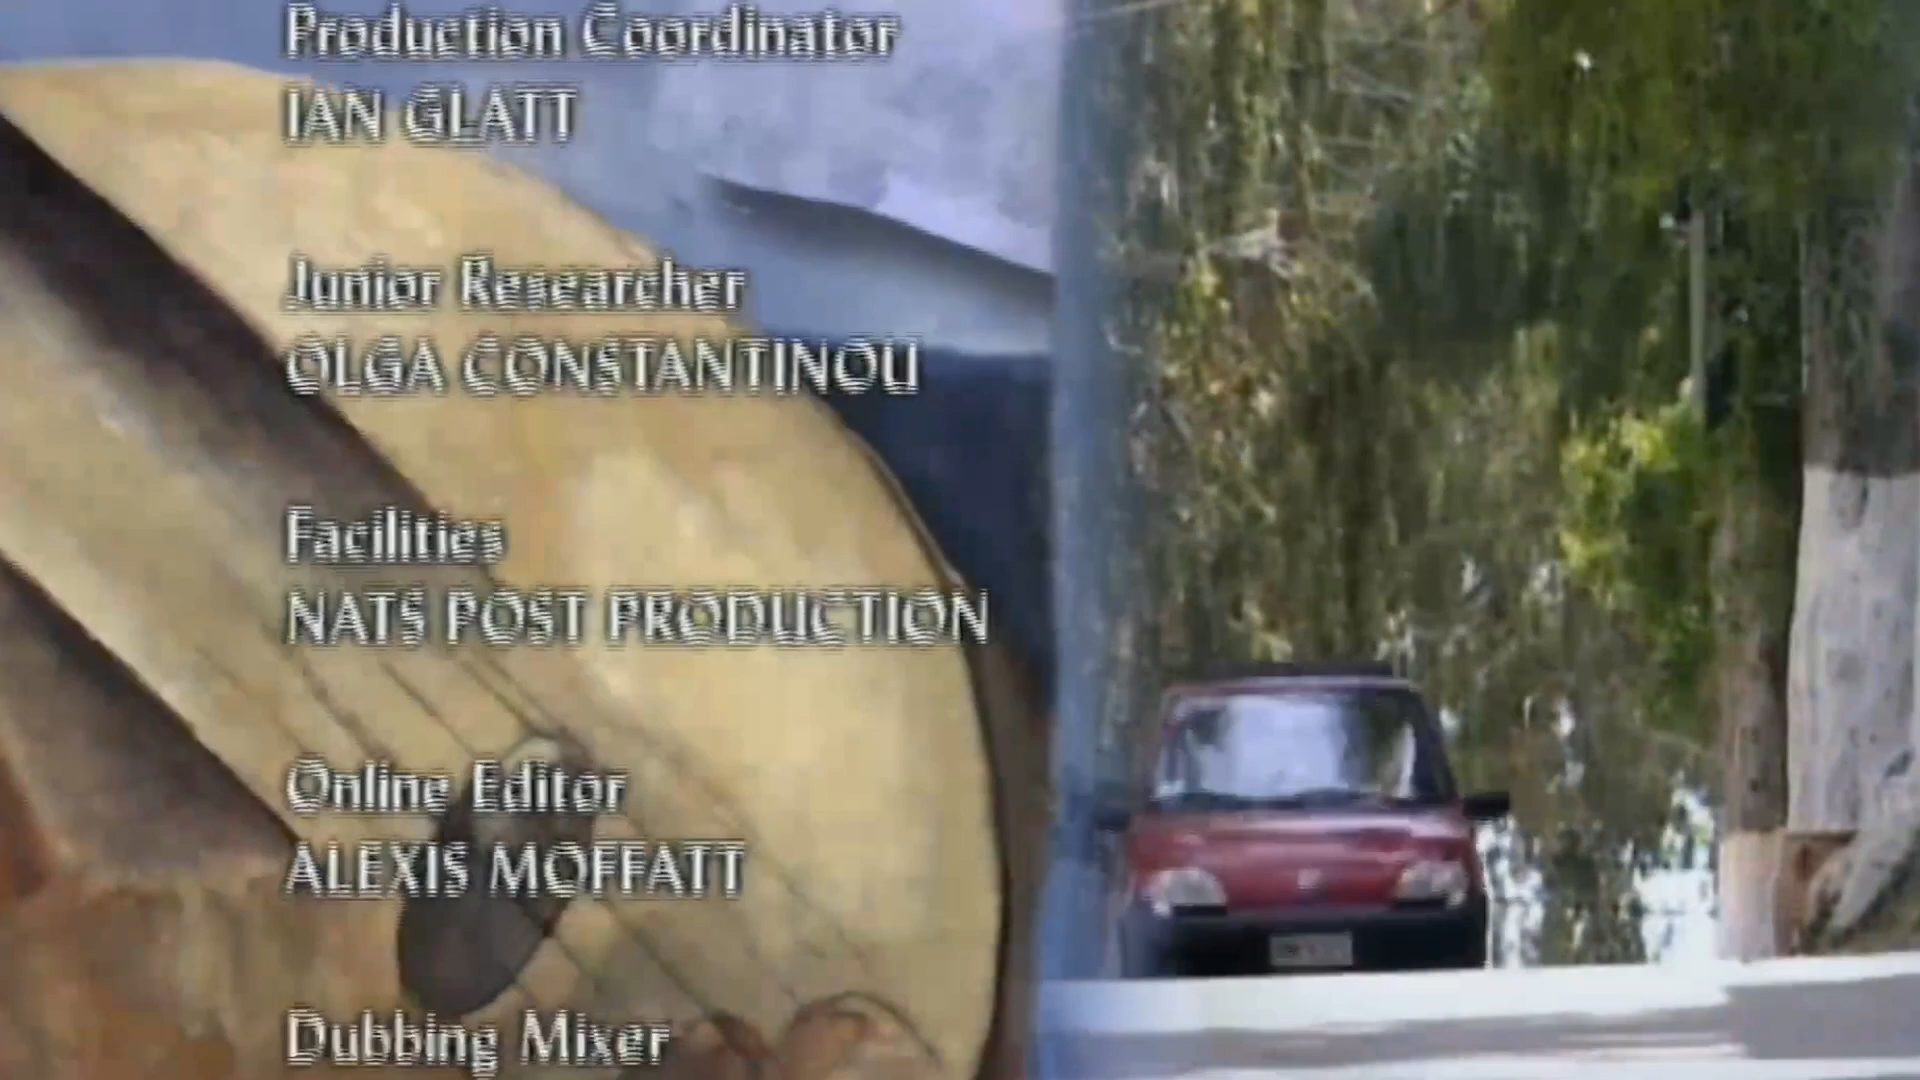 Production Coordinator
IAN GLATT
Junior Researcher
OLGA CONSTANTINOU
Facilities
NATS POST PRODUCTION
Online Editor
ALEXIS MOFFATT
Dubbing Mixer